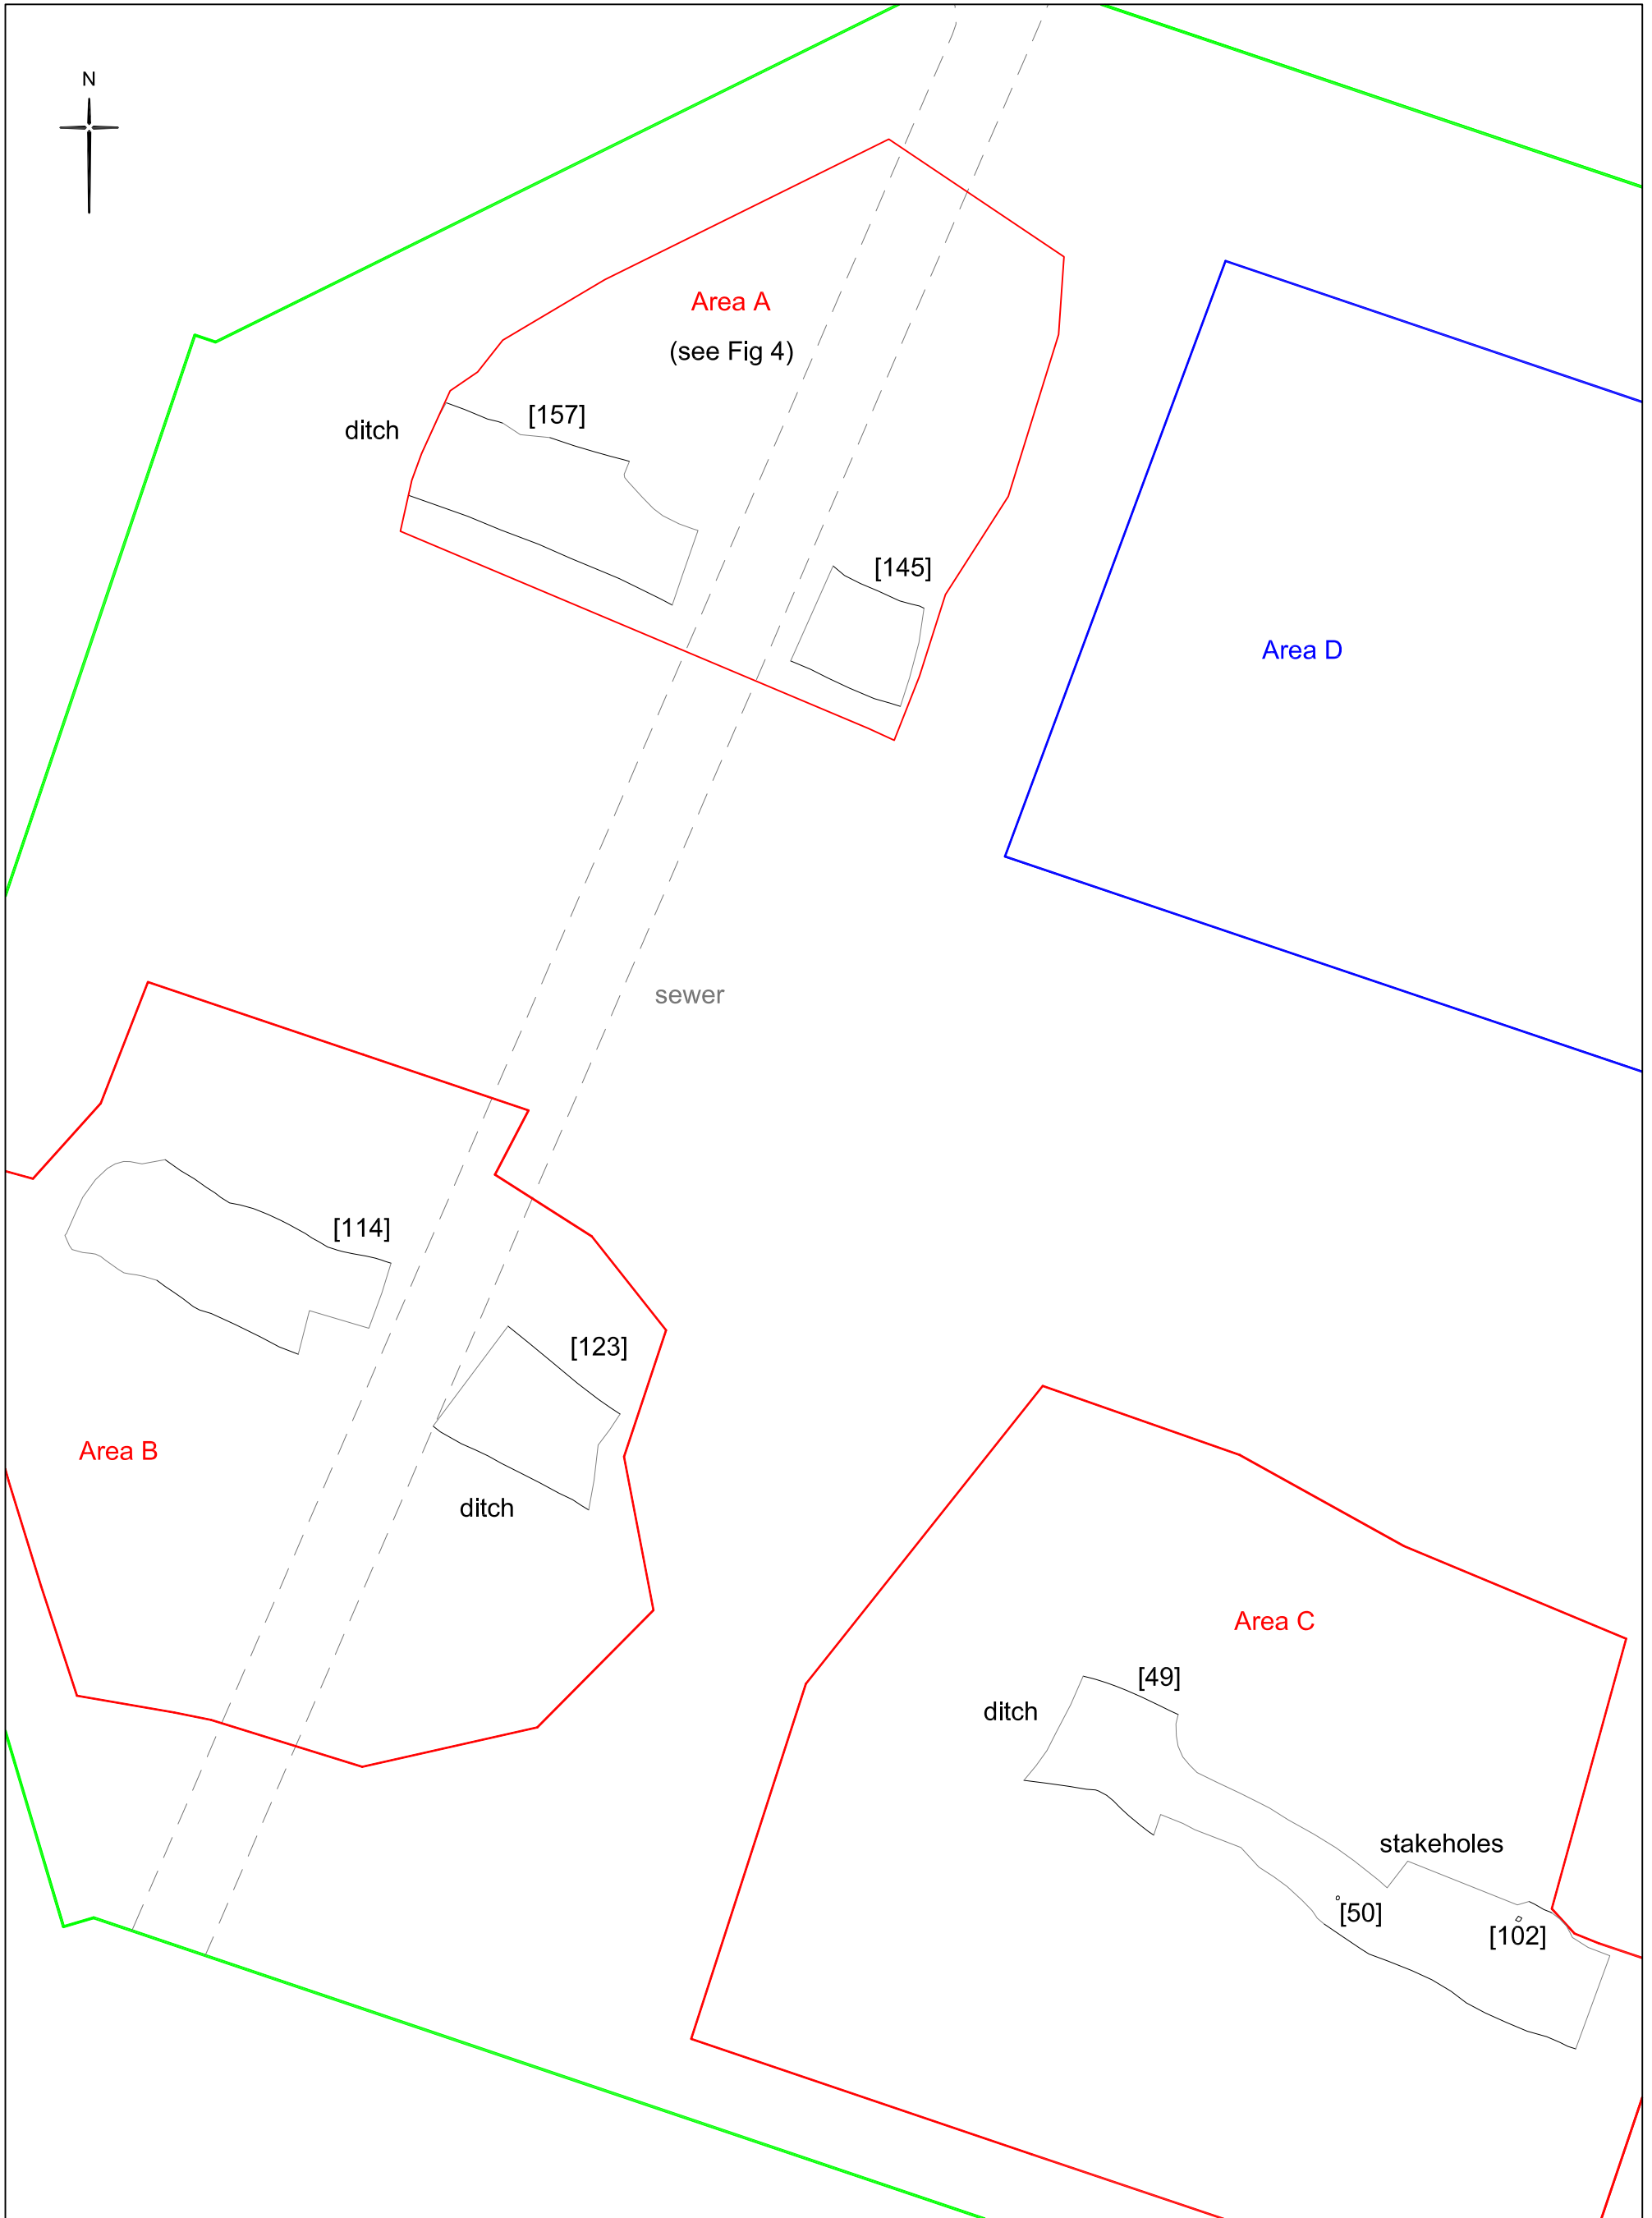 N
Area A
(see Fig 4)
[157]
ditch
[145]
Area D
sewer
[114]
[123]
Area B
ditch
Area C
[49]
ditch
stakeholes
[50]
[102]